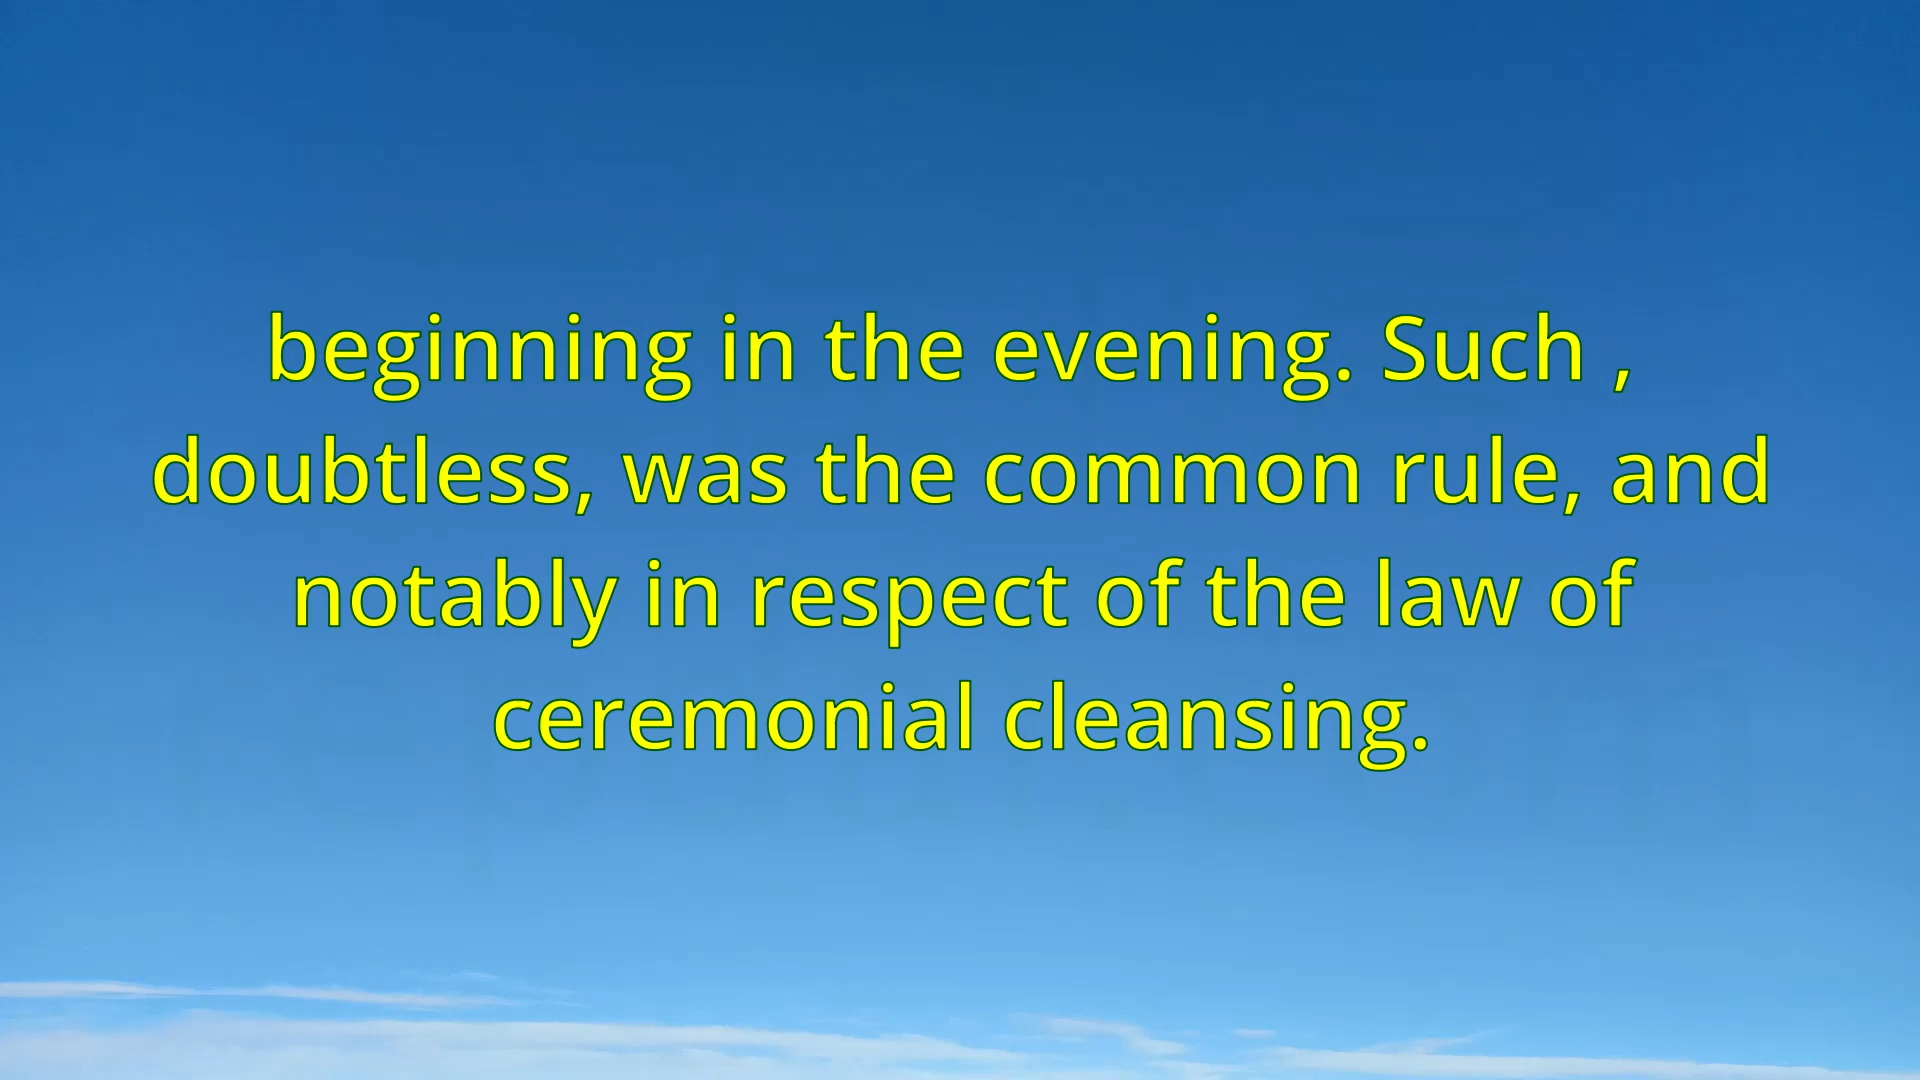 beginning in the evening. Such ,
doubtless, was the common rule, and
notably in respect of the law of
ceremonial cleansing.